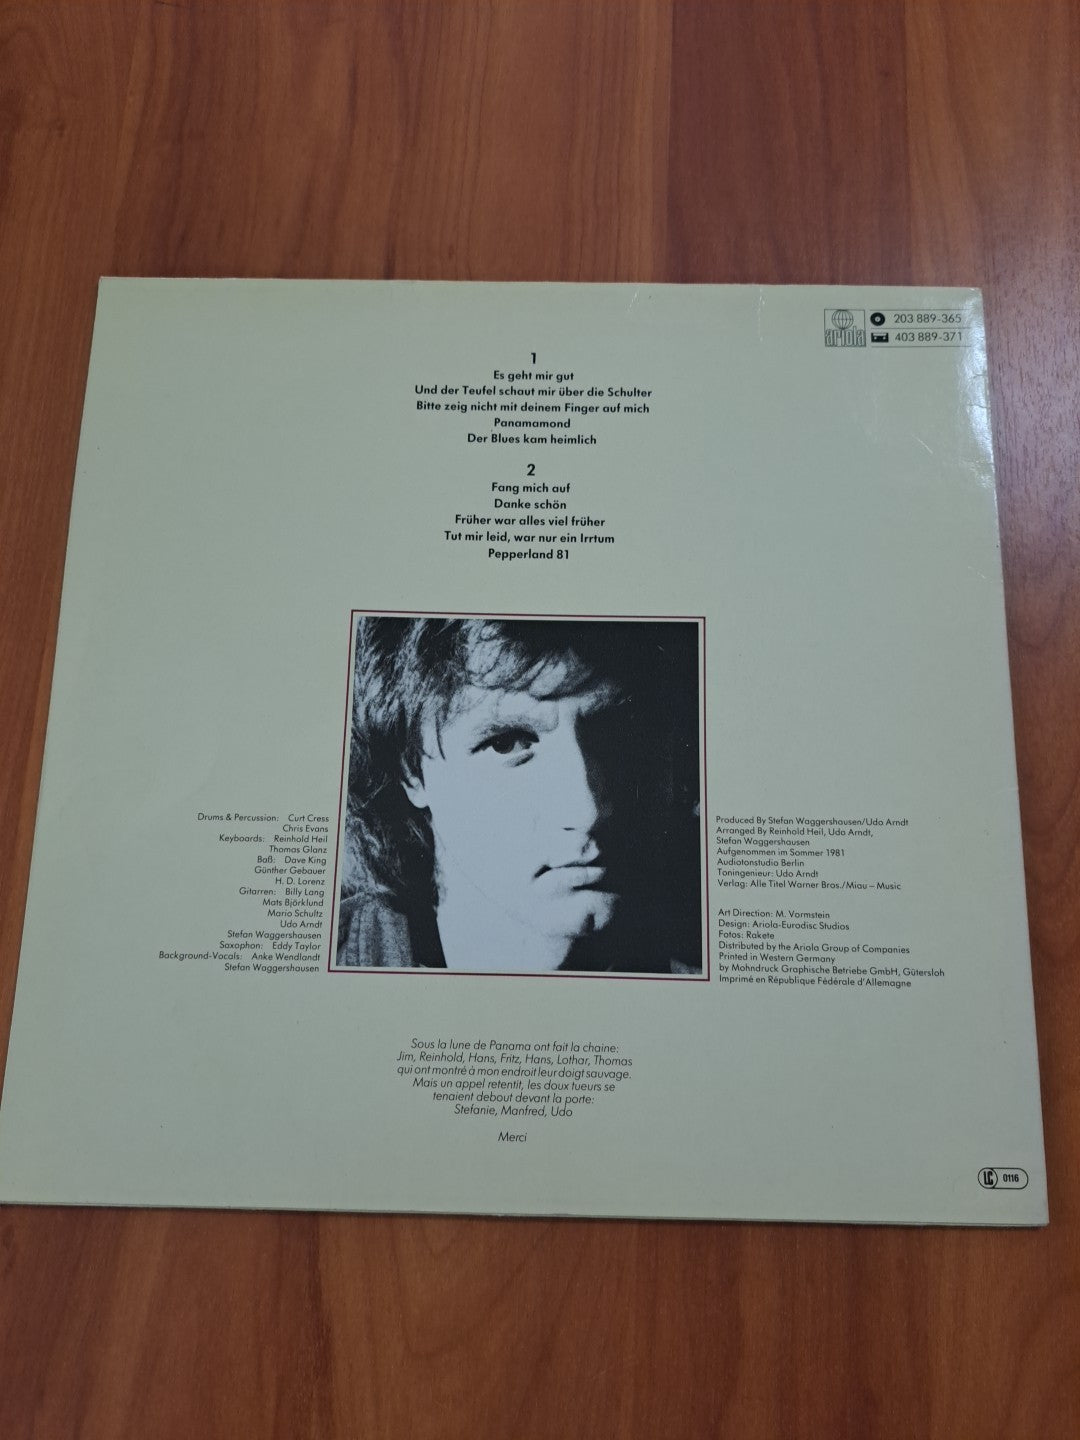 ariola
203 889-365
403 889-371
1
Es geht mir gut
Und der Teufel schaut mir über die Schulter
Bitte zeig nicht mit deinem Finger auf mich
Panamamond
Der Blues kam heimlich
2
Fang mich auf
Danke schön
Früher war alles viel früher
Tut mir leid, war nur ein Irrtum
Pepperland 81
Drums & Percussion: Curt Cress
Chris Evans
Keyboards: Reinhold Heil
Thomas Glanz
Baß: Dave King
Günther Gebauer
H. D. Lorenz
Gitarren: Billy Lang
Mats Björklund
Mario Schultz
Udo Arndt
Stefan Waggershausen
Saxophon: Eddy Taylor
Background-Vocals: Anke Wendlandt
Stefan Waggershausen
Produced By Stefan Waggershausen/Udo Arndt
Arranged By Reinhold Heil, Udo Arndt,
Stefan Waggershausen
Aufgenommen im Sommer 1981
Audiotonstudio Berlin
Toningenieur: Udo Arndt
Verlag: Alle Titel Warner Bros./Miau – Music
Art Direction: M. Vormstein
Design: Ariola-Eurodisc Studios
Fotos: Rakete
Distributed by the Ariola Group of Companies
Printed in Western Germany
by Mohndruck Graphische Betriebe GmbH, Gütersloh
Imprimé en République Fédérale d'Allemagne
Sous la lune de Panama ont fait la chaine:
Jim, Reinhold, Hans, Fritz, Hans, Lothar, Thomas
qui ont montré à mon endroit leur doigt sauvage.
Mais un appel retentit, les doux tueurs se
tenaient debout devant la porte:
Stefanie, Manfred, Udo
Merci
LC 0116